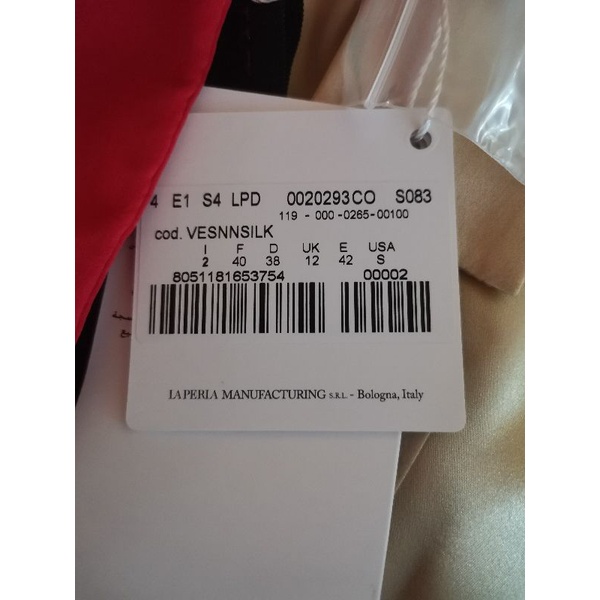 4 E1 S4 LPD 0020293CO S083
119 - 000 -0265-00100
cod. VESNNSILK
I F D UK E USA
2 40 38 12 42 S
8051181653754 00002
LA PERLA MANUFACTURING S.R.L. - Bologna, Italy